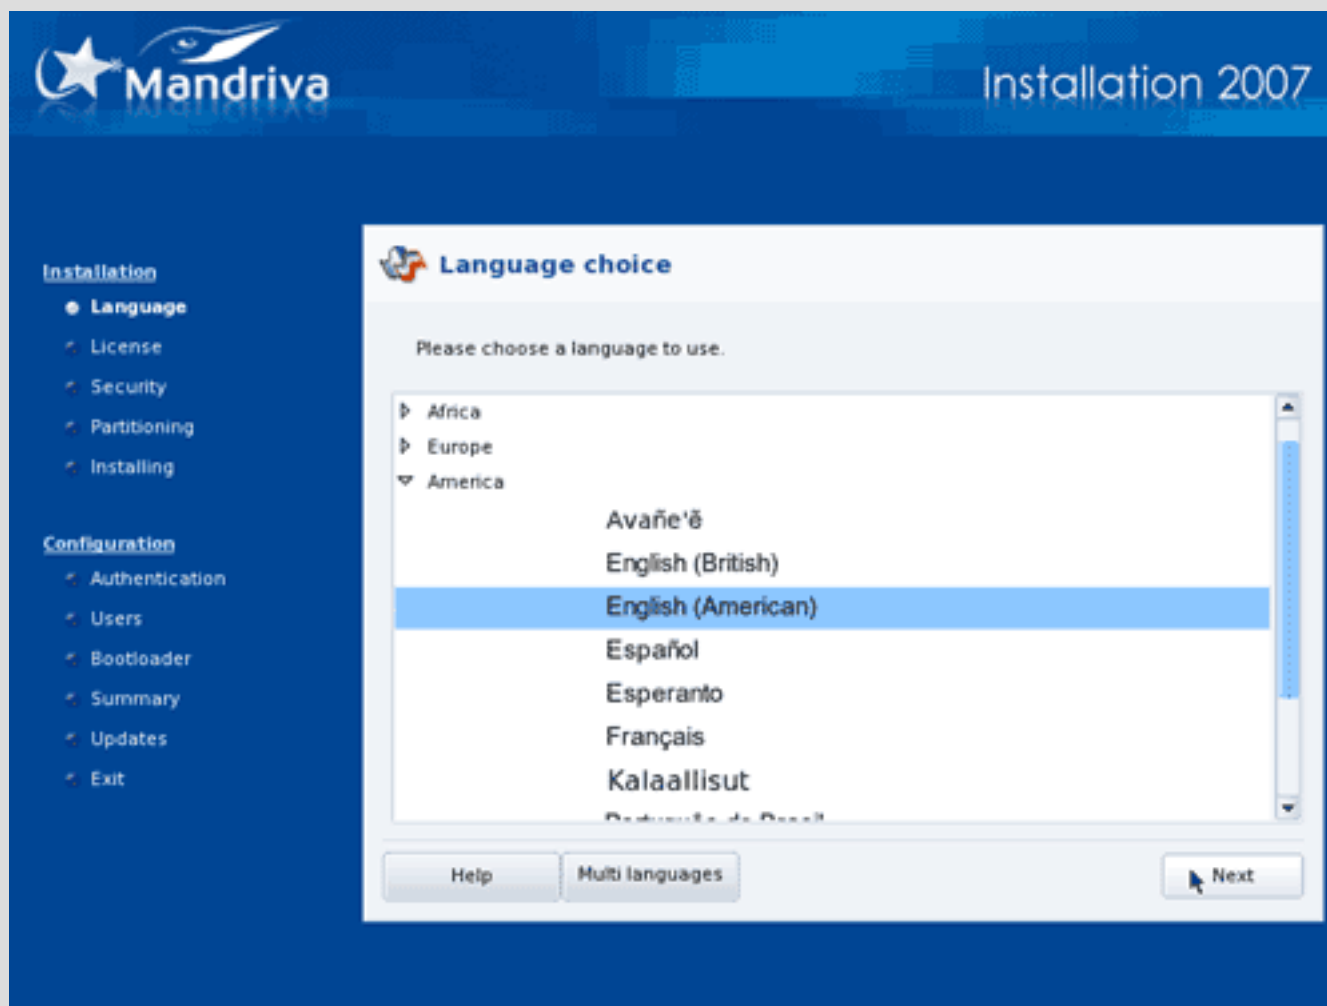 Mandriva
Installation 2007
Installation
Language
License
Security
Partitioning
Installing
Configuration
Authentication
Users
Bootloader
Summary
Updates
Exit
Language choice
Please choose a language to use.
Africa
Europe
America
Avañe'ẽ
English (British)
English (American)
Español
Esperanto
Français
Kalaallisut
Help
Multi languages
Next